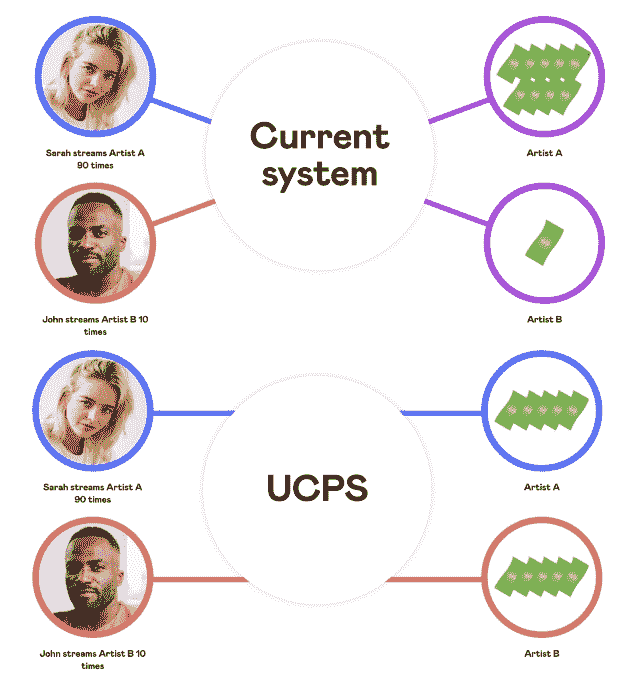 Current
system
Sarah streams Artist A
90 times
Artist A
John streams Artist B 10
times
Artist B
UCPS
Sarah streams Artist A
90 times
Artist A
John streams Artist B 10
times
Artist B